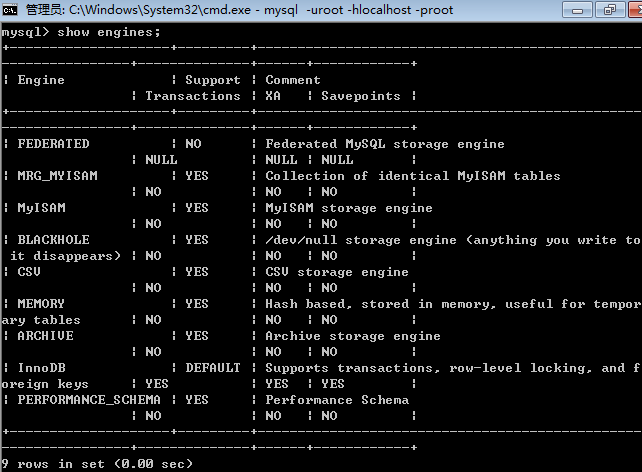 管理员: C:\Windows\System32\cmd.exe - mysql  -uroot -hlocalhost -proot
mysql> show engines;
+--------------------+---------+------------------------------------------------
----------------+--------------+------+------------+
| Engine             | Support | Comment
                | Transactions | XA   | Savepoints |
+--------------------+---------+------------------------------------------------
----------------+--------------+------+------------+
| FEDERATED          | NO      | Federated MySQL storage engine
                | NULL         | NULL | NULL       |
| MRG_MYISAM         | YES     | Collection of identical MyISAM tables
                | NO           | NO   | NO         |
| MyISAM             | YES     | MyISAM storage engine
                | NO           | NO   | NO         |
| BLACKHOLE          | YES     | /dev/null storage engine (anything you write to
 it disappears) | NO           | NO   | NO         |
| CSV                | YES     | CSV storage engine
                | NO           | NO   | NO         |
| MEMORY             | YES     | Hash based, stored in memory, useful for tempor
ary tables      | NO           | NO   | NO         |
| ARCHIVE            | YES     | Archive storage engine
                | NO           | NO   | NO         |
| InnoDB             | DEFAULT | Supports transactions, row-level locking, and f
oreign keys     | YES          | YES  | YES        |
| PERFORMANCE_SCHEMA | YES     | Performance Schema
                | NO           | NO   | NO         |
+--------------------+---------+------------------------------------------------
----------------+--------------+------+------------+
9 rows in set (0.00 sec)